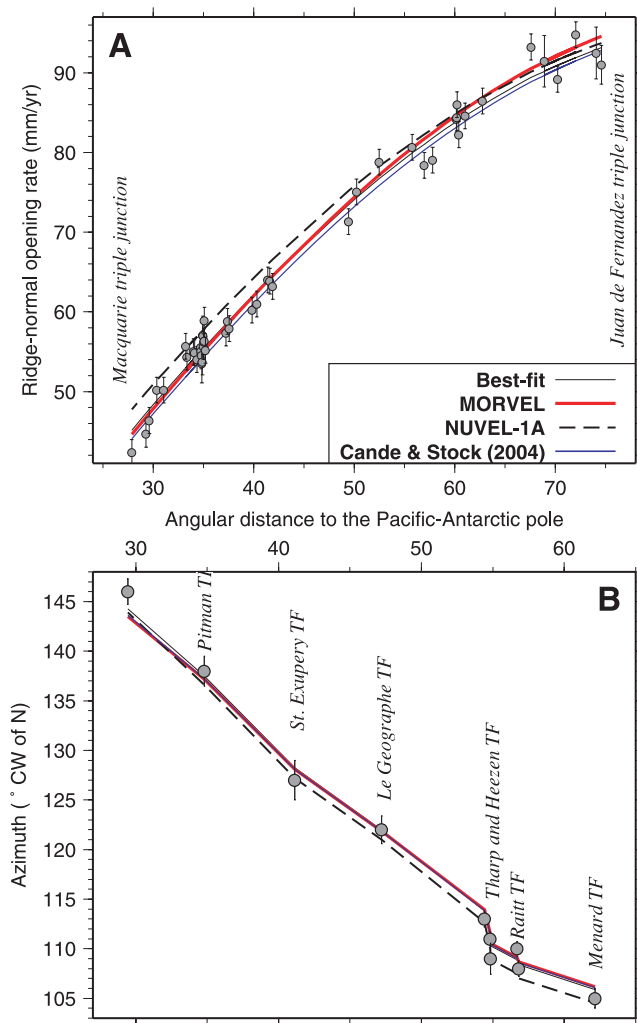 A
Ridge-normal opening rate (mm/yr)
90
80
70
60
50
Macquarie triple junction
Juan de Fernandez triple junction
Best-fit
MORVEL
NUVEL-1A
Cande & Stock (2004)
30 40 50 60 70
Angular distance to the Pacific-Antarctic pole
30 40 50 60
B
Azimuth (° CW of N)
145
140
135
130
125
120
115
110
105
Pitman TF
St. Exupery TF
Le Geographe TF
Tharp and Heezen TF
Raitt TF
Menard TF